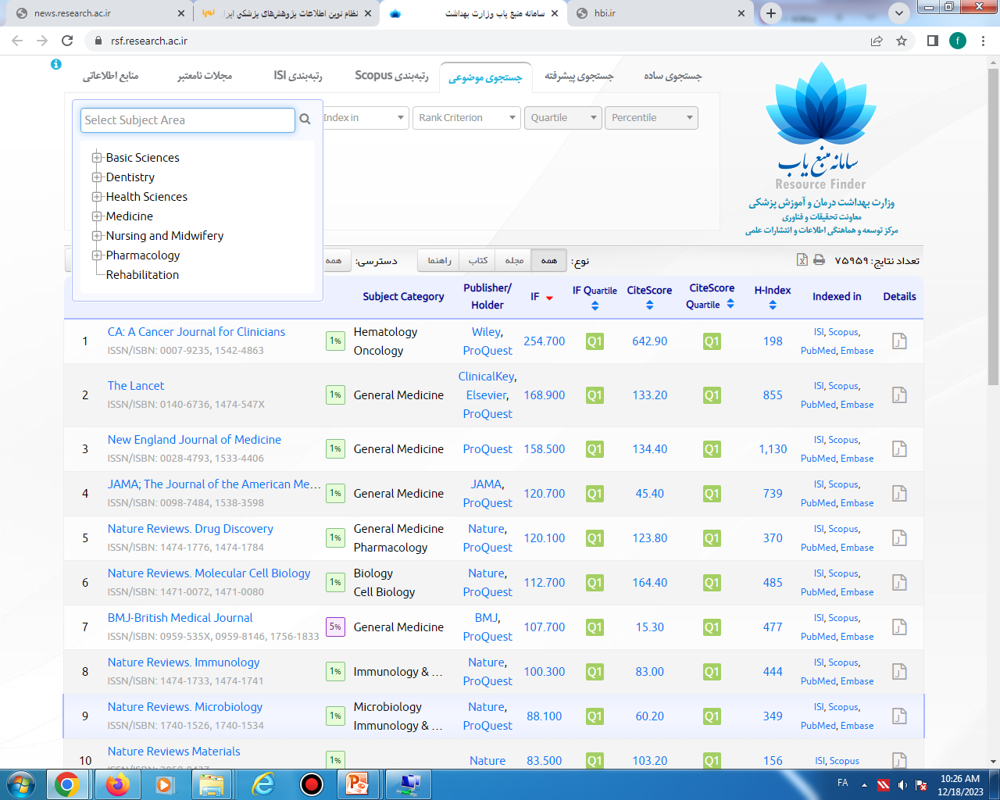 news.research.ac.ir
نظام نوین اطلاعات پژوهش‌های پزشکی ایرا
نوپا
سامانه منبع یاب وزارت بهداشت
hbi.ir
rsf.research.ac.ir
f
جستجوی ساده
جستجوی پیشرفته
جستجوی موضوعی
رتبه‌بندی Scopus
رتبه‌بندی ISI
مجلات نامعتبر
منابع اطلاعاتی
Select Subject Area
Index in
Rank Criterion
Quartile
Percentile
Basic Sciences
Dentistry
Health Sciences
Medicine
Nursing and Midwifery
Pharmacology
Rehabilitation
سامانه منبع یاب
Resource Finder
وزارت بهداشت درمان و آموزش پزشکی
معاونت تحقیقات و فناوری
مرکز توسعه و هماهنگی اطلاعات و انتشارات علمی
تعداد نتایج: ۷۵۹۵۹
نوع: همه مجله کتاب راهنما
دسترسی: همه
Subject Category Publisher/ Holder IF IF Quartile CiteScore CiteScore Quartile H-Index Indexed in Details
1 CA: A Cancer Journal for Clinicians 1% Hematology Wiley, 254.700 Q1 642.90 Q1 198 ISI, Scopus,
ISSN/ISBN: 0007-9235, 1542-4863 Oncology ProQuest PubMed, Embase
2 The Lancet 1% General Medicine ClinicalKey, 168.900 Q1 133.20 Q1 855 ISI, Scopus,
ISSN/ISBN: 0140-6736, 1474-547X Elsevier, ProQuest PubMed, Embase
3 New England Journal of Medicine 1% General Medicine ProQuest 158.500 Q1 134.40 Q1 1,130 ISI, Scopus,
ISSN/ISBN: 0028-4793, 1533-4406 PubMed, Embase
4 JAMA; The Journal of the American Me... 1% General Medicine JAMA, 120.700 Q1 45.40 Q1 739 ISI, Scopus,
ISSN/ISBN: 0098-7484, 1538-3598 ProQuest PubMed, Embase
5 Nature Reviews. Drug Discovery 1% General Medicine Nature, 120.100 Q1 123.80 Q1 370 ISI, Scopus,
ISSN/ISBN: 1474-1776, 1474-1784 Pharmacology ProQuest PubMed, Embase
6 Nature Reviews. Molecular Cell Biology 1% Biology Nature, 112.700 Q1 164.40 Q1 485 ISI, Scopus,
ISSN/ISBN: 1471-0072, 1471-0080 Cell Biology ProQuest PubMed, Embase
7 BMJ-British Medical Journal 5% General Medicine BMJ, 107.700 Q1 15.30 Q1 477 ISI, Scopus,
ISSN/ISBN: 0959-535X, 0959-8146, 1756-1833 ProQuest PubMed, Embase
8 Nature Reviews. Immunology 1% Immunology & ... Nature, 100.300 Q1 83.00 Q1 444 ISI, Scopus,
ISSN/ISBN: 1474-1733, 1474-1741 ProQuest PubMed, Embase
9 Nature Reviews. Microbiology 1% Microbiology Nature, 88.100 Q1 60.20 Q1 349 ISI, Scopus,
ISSN/ISBN: 1740-1526, 1740-1534 Immunology & ... ProQuest PubMed, Embase
10 Nature Reviews Materials 1% Nature 83.500 Q1 103.20 Q1 156 ISI, Scopus
FA
10:26 AM
12/18/2023